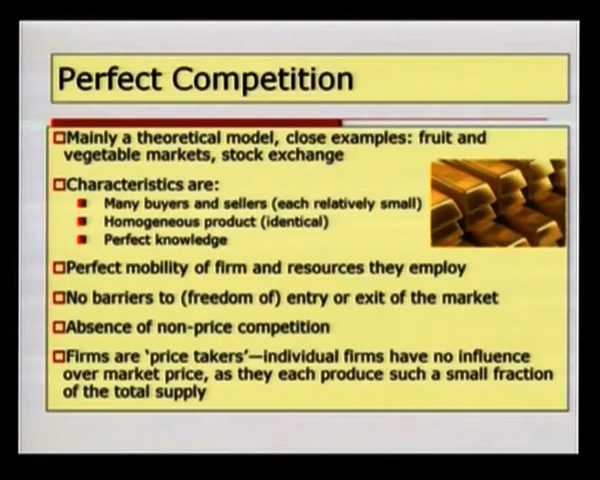 Perfect Competition
Mainly a theoretical model, close examples: fruit and
vegetable markets, stock exchange
Characteristics are:
Many buyers and sellers (each relatively small)
Homogeneous product (identical)
Perfect knowledge
Perfect mobility of firm and resources they employ
No barriers to (freedom of) entry or exit of the market
Absence of non-price competition
Firms are ‘price takers’—individual firms have no influence
over market price, as they each produce such a small fraction
of the total supply